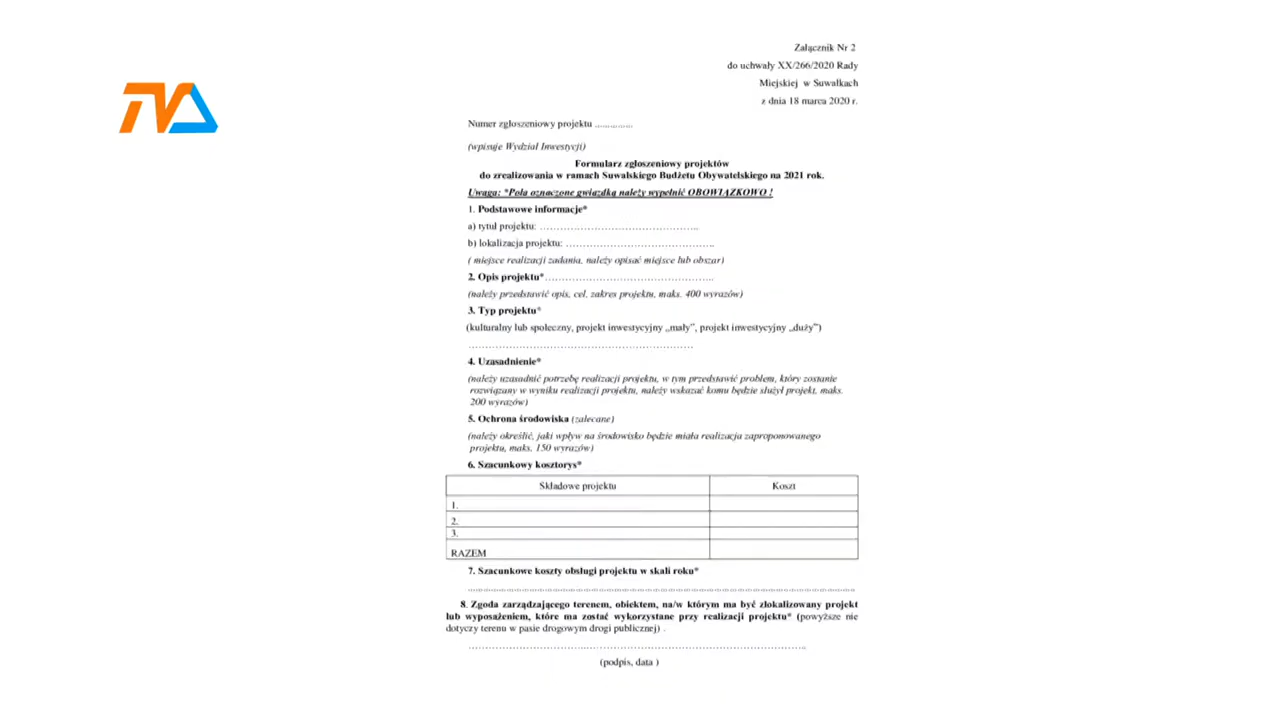 TVA
Załącznik Nr 2
do uchwały XX/266/2020 Rady
Miejskiej w Suwałkach
z dnia 18 marca 2020 r.
Numer zgłoszeniowy projektu ..............
(wpisuje Wydział Inwestycji)
Formularz zgłoszeniowy projektów
do zrealizowania w ramach Suwalskiego Budżetu Obywatelskiego na 2021 rok.
Uwaga: *Pola oznaczone gwiazdką należy wypełnić OBOWIĄZKOWO !
1. Podstawowe informacje*
a) tytuł projektu: ……………………………………..
b) lokalizacja projektu: …………………………………..
( miejsce realizacji zadania, należy opisać miejsce lub obszar)
2. Opis projektu*………………………………………..
(należy przedstawić opis, cel, zakres projektu, maks. 400 wyrazów)
3. Typ projektu*
(kulturalny lub społeczny, projekt inwestycyjny „mały”, projekt inwestycyjny „duży”)
………………………………………………………
4. Uzasadnienie*
(należy uzasadnić potrzebę realizacji projektu, w tym przedstawić problem, który zostanie
rozwiązany w wyniku realizacji projektu, należy wskazać komu będzie służył projekt, maks.
200 wyrazów)
5. Ochrona środowiska (zalecane)
(należy określić, jaki wpływ na środowisko będzie miała realizacja zaproponowanego
projektu, maks. 150 wyrazów)
6. Szacunkowy kosztorys*
Składowe projektu Koszt
1.
2.
3.
RAZEM
7. Szacunkowe koszty obsługi projektu w skali roku*
………………………………………………………………………………………
8. Zgoda zarządzającego terenem, obiektem, na/w którym ma być zlokalizowany projekt
lub wyposażeniem, które ma zostać wykorzystane przy realizacji projektu* (powyższe nie
dotyczy terenu w pasie drogowym drogi publicznej) .
…………………………………………………………………………………..
(podpis, data )